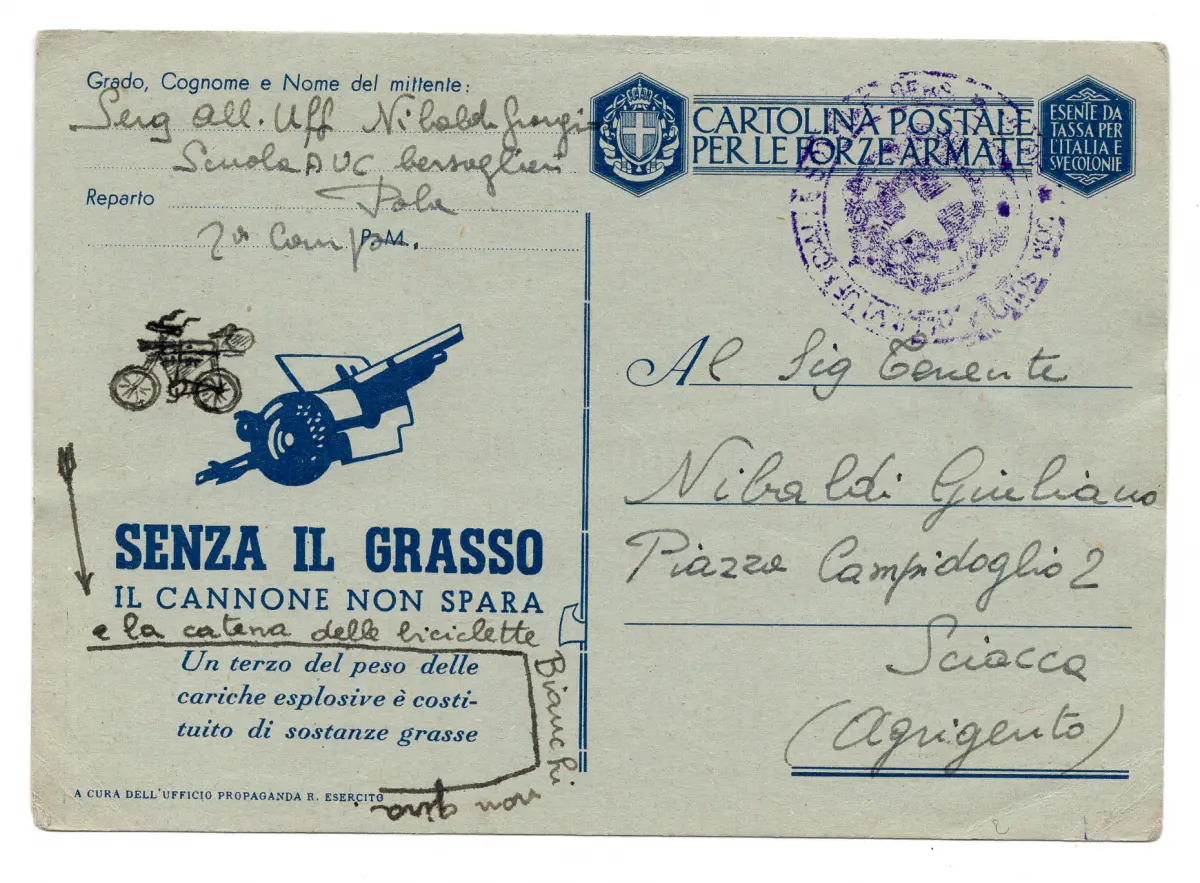 Grado, Cognome e Nome del mittente:
Serg All. Uff Nibaldi Giorgio
Scuola AUC bersaglieri
Reparto Pola
2a Comp. P.M.
CARTOLINA POSTALE
PER LE FORZE ARMATE
ESENTE DA
TASSA PER
L'ITALIA E
SVE COLONIE
SENZA IL GRASSO
IL CANNONE NON SPARA
e la catena delle biciclette
Bianchi
non gira
Un terzo del peso delle
cariche esplosive è costi-
tuito di sostanze grasse
A CURA DELL'UFFICIO PROPAGANDA R. ESERCITO
Al Sig Tenente
Nibaldi Giuliano
Piazza Campidoglio 2
Sciacca
(Agrigento)